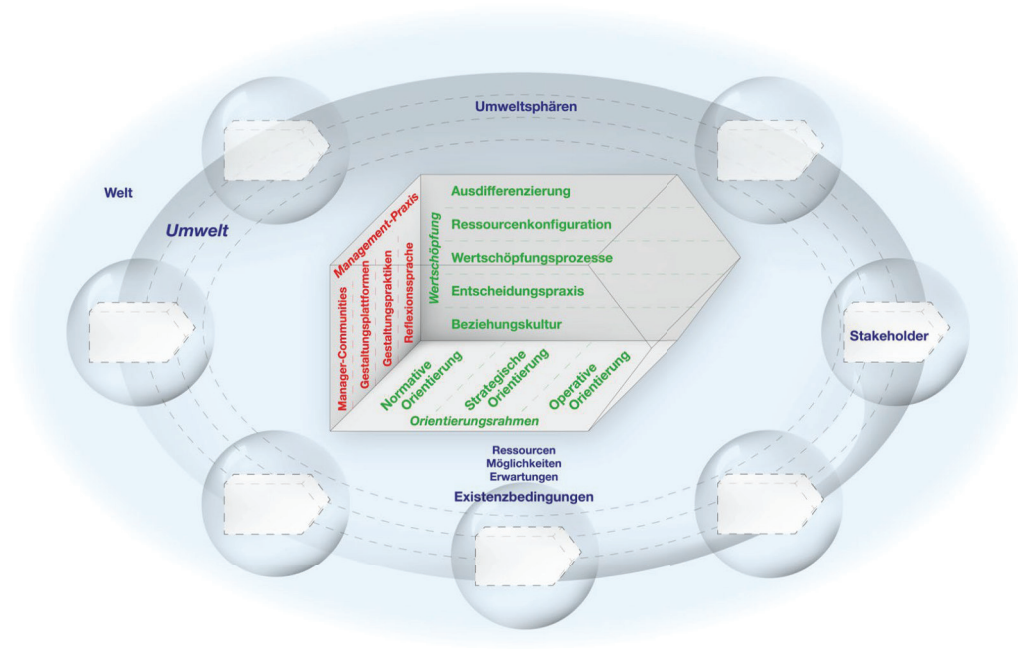 Umweltsphären
Welt
Umwelt
Management-Praxis
Manager-Communities
Gestaltungsplattformen
Gestaltungspraktiken
Reflexionssprache
Wertschöpfung
Ausdifferenzierung
Ressourcenkonfiguration
Wertschöpfungsprozesse
Entscheidungspraxis
Beziehungskultur
Stakeholder
Normative
Orientierung
Strategische
Orientierung
Operative
Orientierung
Orientierungsrahmen
Ressourcen
Möglichkeiten
Erwartungen
Existenzbedingungen